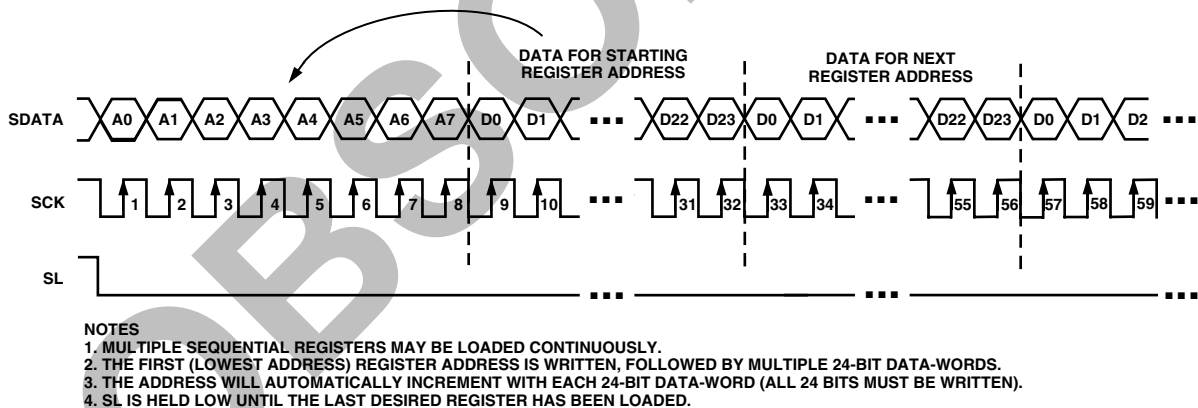 DATA FOR STARTING
REGISTER ADDRESS
DATA FOR NEXT
REGISTER ADDRESS
SDATA A0 A1 A2 A3 A4 A5 A6 A7 D0 D1 ... D22 D23 D0 D1 ... D22 D23 D0 D1 D2 ...
SCK 1 2 3 4 5 6 7 8 9 10 ... 31 32 33 34 ... 55 56 57 58 59 ...
SL ... ... ...
NOTES
1. MULTIPLE SEQUENTIAL REGISTERS MAY BE LOADED CONTINUOUSLY.
2. THE FIRST (LOWEST ADDRESS) REGISTER ADDRESS IS WRITTEN, FOLLOWED BY MULTIPLE 24-BIT DATA-WORDS.
3. THE ADDRESS WILL AUTOMATICALLY INCREMENT WITH EACH 24-BIT DATA-WORD (ALL 24 BITS MUST BE WRITTEN).
4. SL IS HELD LOW UNTIL THE LAST DESIRED REGISTER HAS BEEN LOADED.
OBSO